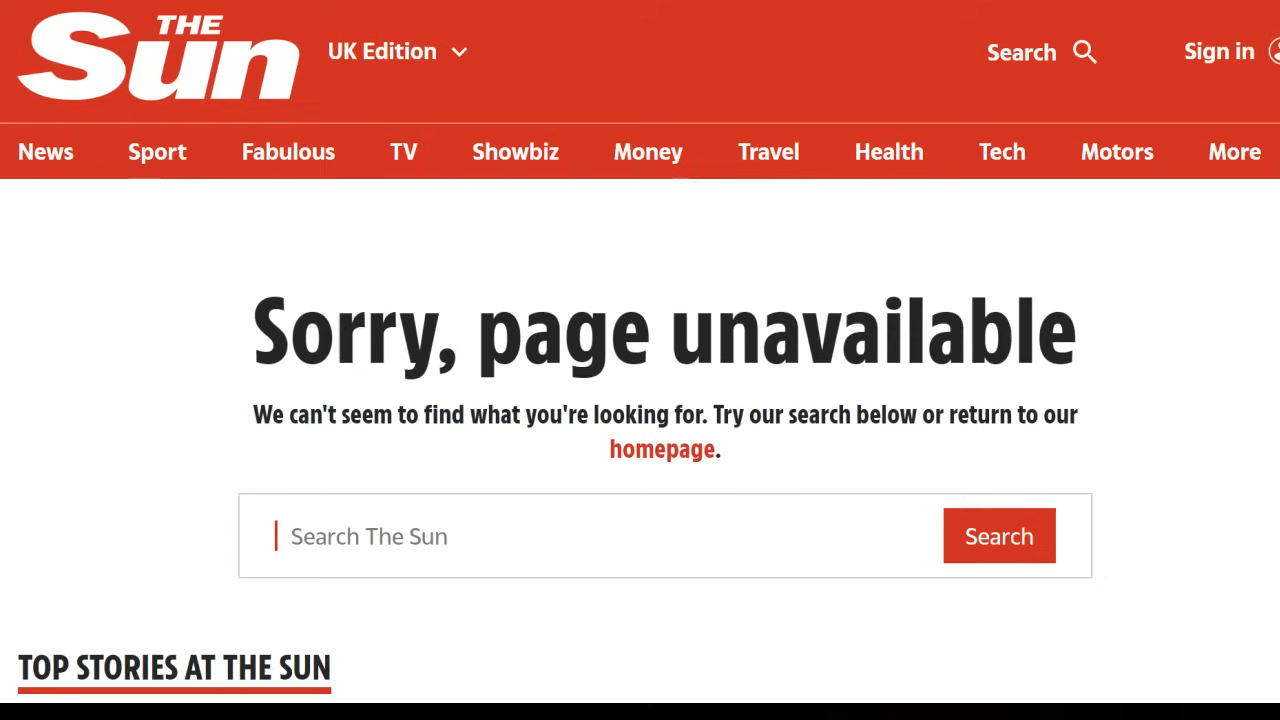 THE
Sun
UK Edition
Search
Sign in
News Sport Fabulous TV Showbiz Money Travel Health Tech Motors More
Sorry, page unavailable
We can't seem to find what you're looking for. Try our search below or return to our
homepage.
Search The Sun
Search
TOP STORIES AT THE SUN